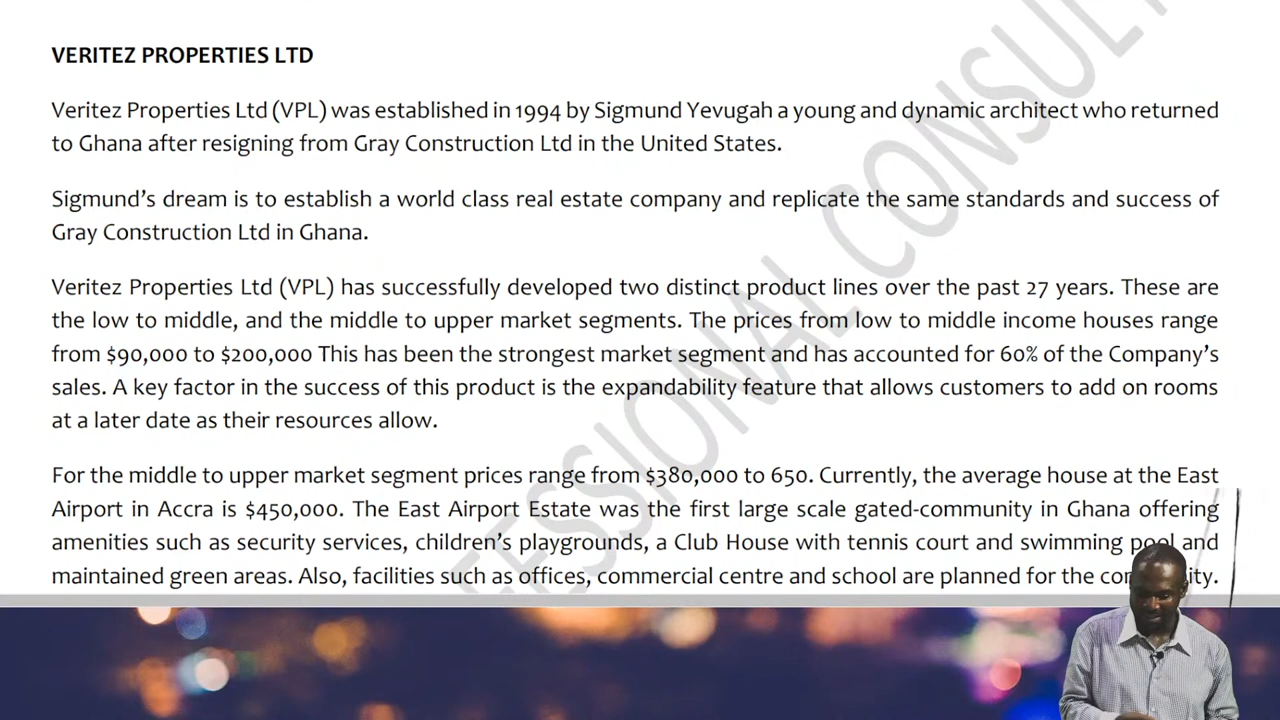 VERITEZ PROPERTIES LTD
Veritez Properties Ltd (VPL) was established in 1994 by Sigmund Yevugah a young and dynamic architect who returned
to Ghana after resigning from Gray Construction Ltd in the United States.
Sigmund's dream is to establish a world class real estate company and replicate the same standards and success of
Gray Construction Ltd in Ghana.
Veritez Properties Ltd (VPL) has successfully developed two distinct product lines over the past 27 years. These are
the low to middle, and the middle to upper market segments. The prices from low to middle income houses range
from $90,000 to $200,000 This has been the strongest market segment and has accounted for 60% of the Company's
sales. A key factor in the success of this product is the expandability feature that allows customers to add on rooms
at a later date as their resources allow.
For the middle to upper market segment prices range from $380,000 to 650. Currently, the average house at the East
Airport in Accra is $450,000. The East Airport Estate was the first large scale gated-community in Ghana offering
amenities such as security services, children's playgrounds, a Club House with tennis court and swimming pool and
maintained green areas. Also, facilities such as offices, commercial centre and school are planned for the
ESSIONAL CONSULT